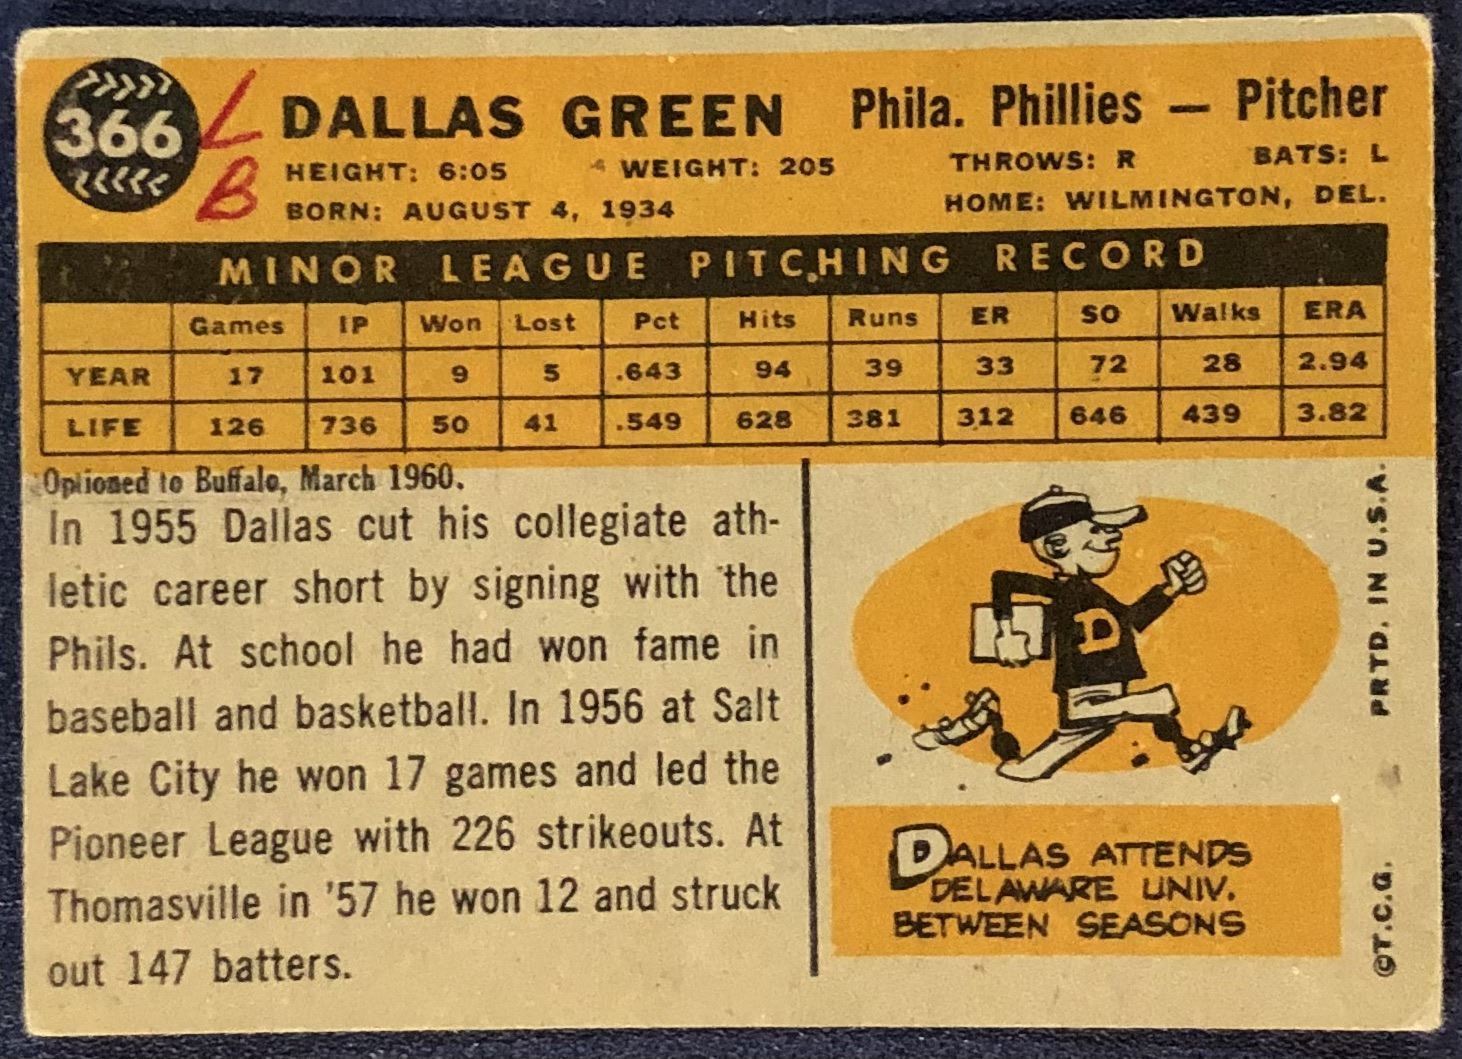 366 L DALLAS GREEN Phila. Phillies — Pitcher
B HEIGHT: 6:05 WEIGHT: 205 THROWS: R BATS: L
BORN: AUGUST 4, 1934 HOME: WILMINGTON, DEL.
MINOR LEAGUE PITCHING RECORD
Games IP Won Lost Pct Hits Runs ER SO Walks ERA
YEAR 17 101 9 5 .643 94 39 33 72 28 2.94
LIFE 126 736 50 41 .549 628 381 312 646 439 3.82
Optioned to Buffalo, March 1960.
In 1955 Dallas cut his collegiate ath-
letic career short by signing with the
Phils. At school he had won fame in
baseball and basketball. In 1956 at Salt
Lake City he won 17 games and led the
Pioneer League with 226 strikeouts. At
Thomasville in '57 he won 12 and struck
out 147 batters.
D
DALLAS ATTENDS
DELAWARE UNIV.
BETWEEN SEASONS
©T.C.G. PRTD. IN U.S.A.